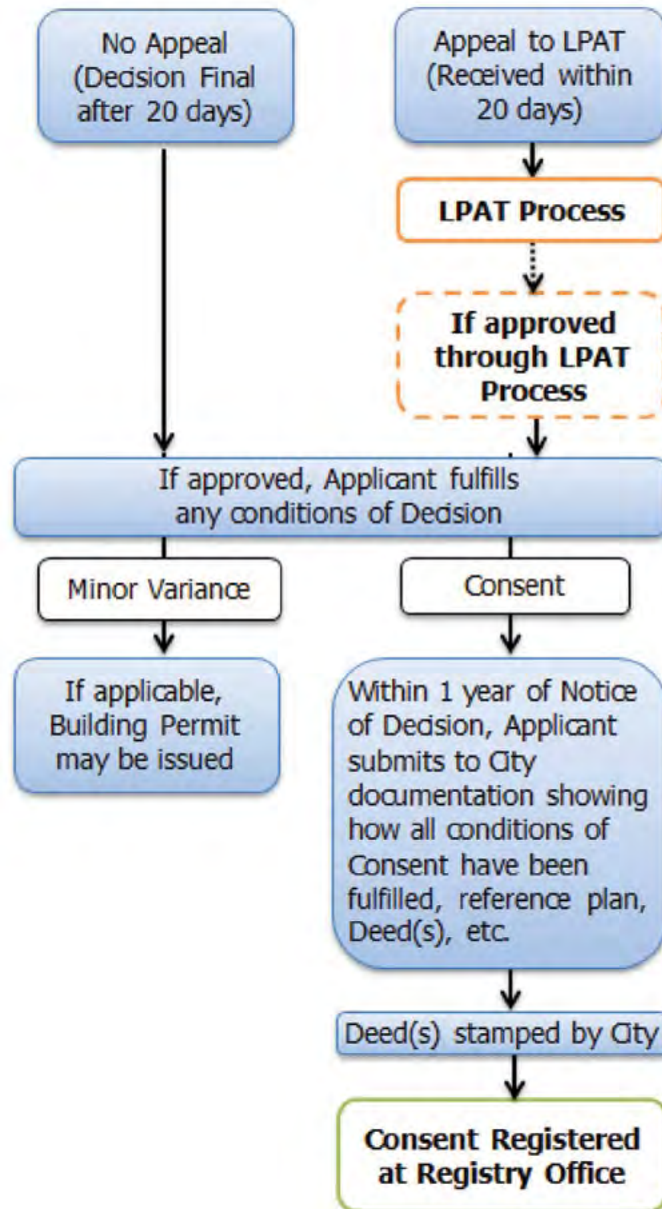 No Appeal
(Decision Final
after 20 days)
Appeal to LPAT
(Received within
20 days)
LPAT Process
If approved
through LPAT
Process
If approved, Applicant fulfills
any conditions of Decision
Minor Variance
Consent
If applicable,
Building Permit
may be issued
Within 1 year of Notice
of Decision, Applicant
submits to City
documentation showing
how all conditions of
Consent have been
fulfilled, reference plan,
Deed(s), etc.
Deed(s) stamped by City
Consent Registered
at Registry Office